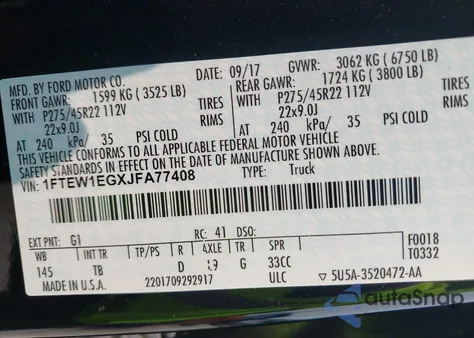 MFD. BY FORD MOTOR CO. DATE: 09/17 GVWR: 3062 KG (6750 LB)
FRONT GAWR: 1599 KG (3525 LB) REAR GAWR: 1724 KG (3800 LB)
WITH P275/45R22 112V TIRES WITH P275/45R22 112V TIRES
22x9.0J RIMS 22x9.0J RIMS
AT 240 kPa/ 35 PSI COLD AT 240 kPa/ 35 PSI COLD
THIS VEHICLE CONFORMS TO ALL APPLICABLE FEDERAL MOTOR VEHICLE
SAFETY STANDARDS IN EFFECT ON THE DATE OF MANUFACTURE SHOWN ABOVE.
VIN: 1FTEW1EGXJFA77408 TYPE: Truck
EXT PNT: G1 RC: 41 DSO: F0018
WB INT TR TP/PS R AXLE TR SPR T0332
145 TB D L9 G 33CC
MADE IN U.S.A. 2201709292917 ULC 5U5A-3520472-AA
autoSnap